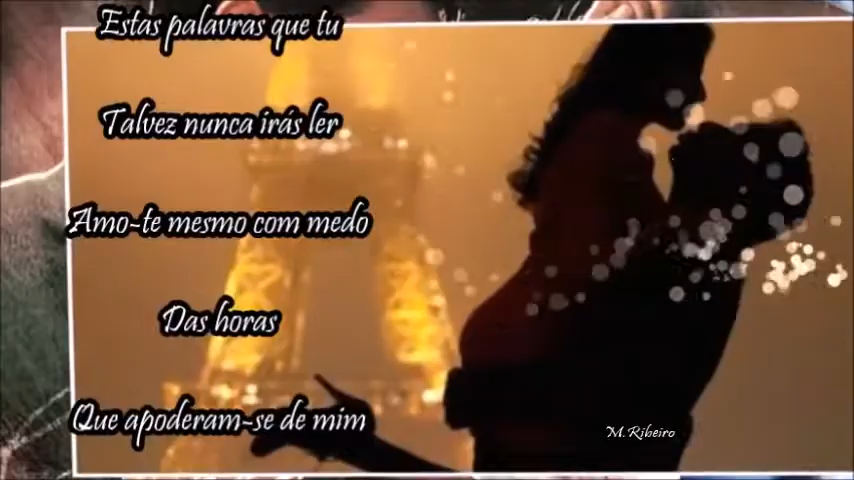 Estas palavras que tu
Talvez nunca irás ler
Amo-te mesmo com medo
Das horas
Que apoderam-se de mim
M.Ribeiro